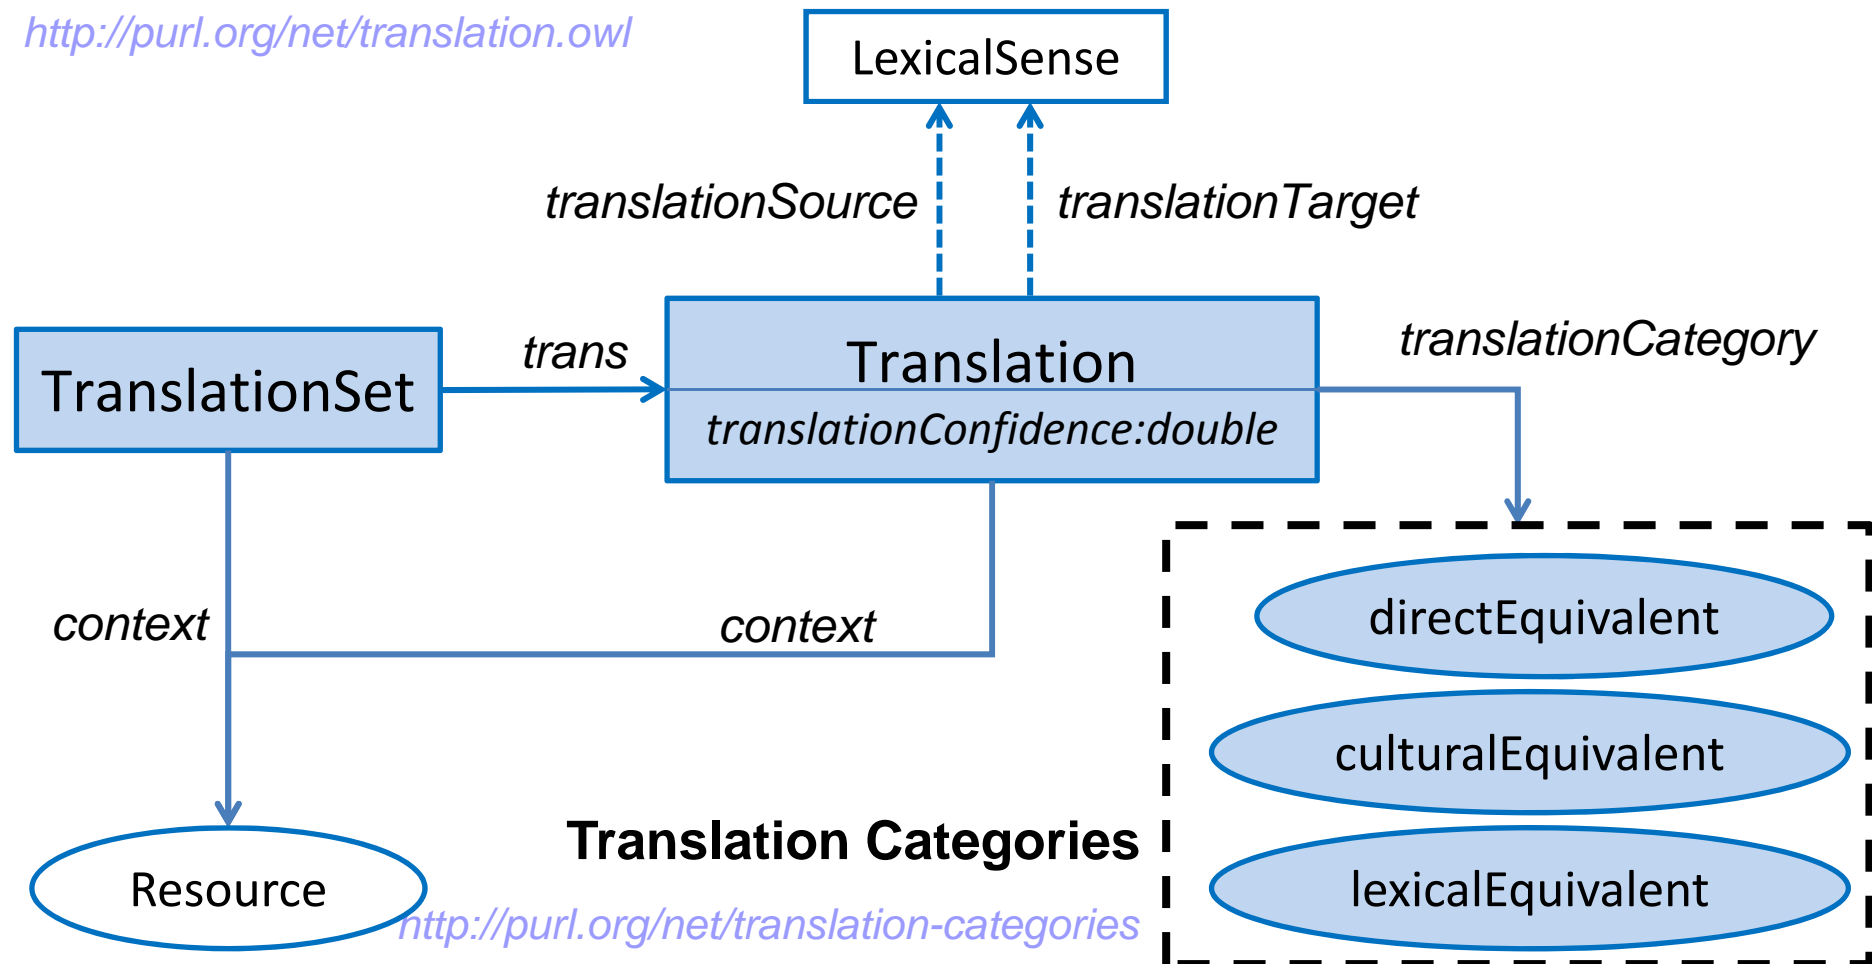 http://purl.org/net/translation.owl
LexicalSense
translationSource
translationTarget
TranslationSet
trans
Translation
translationConfidence:double
translationCategory
context
context
directEquivalent
culturalEquivalent
lexicalEquivalent
Translation Categories
http://purl.org/net/translation-categories
Resource